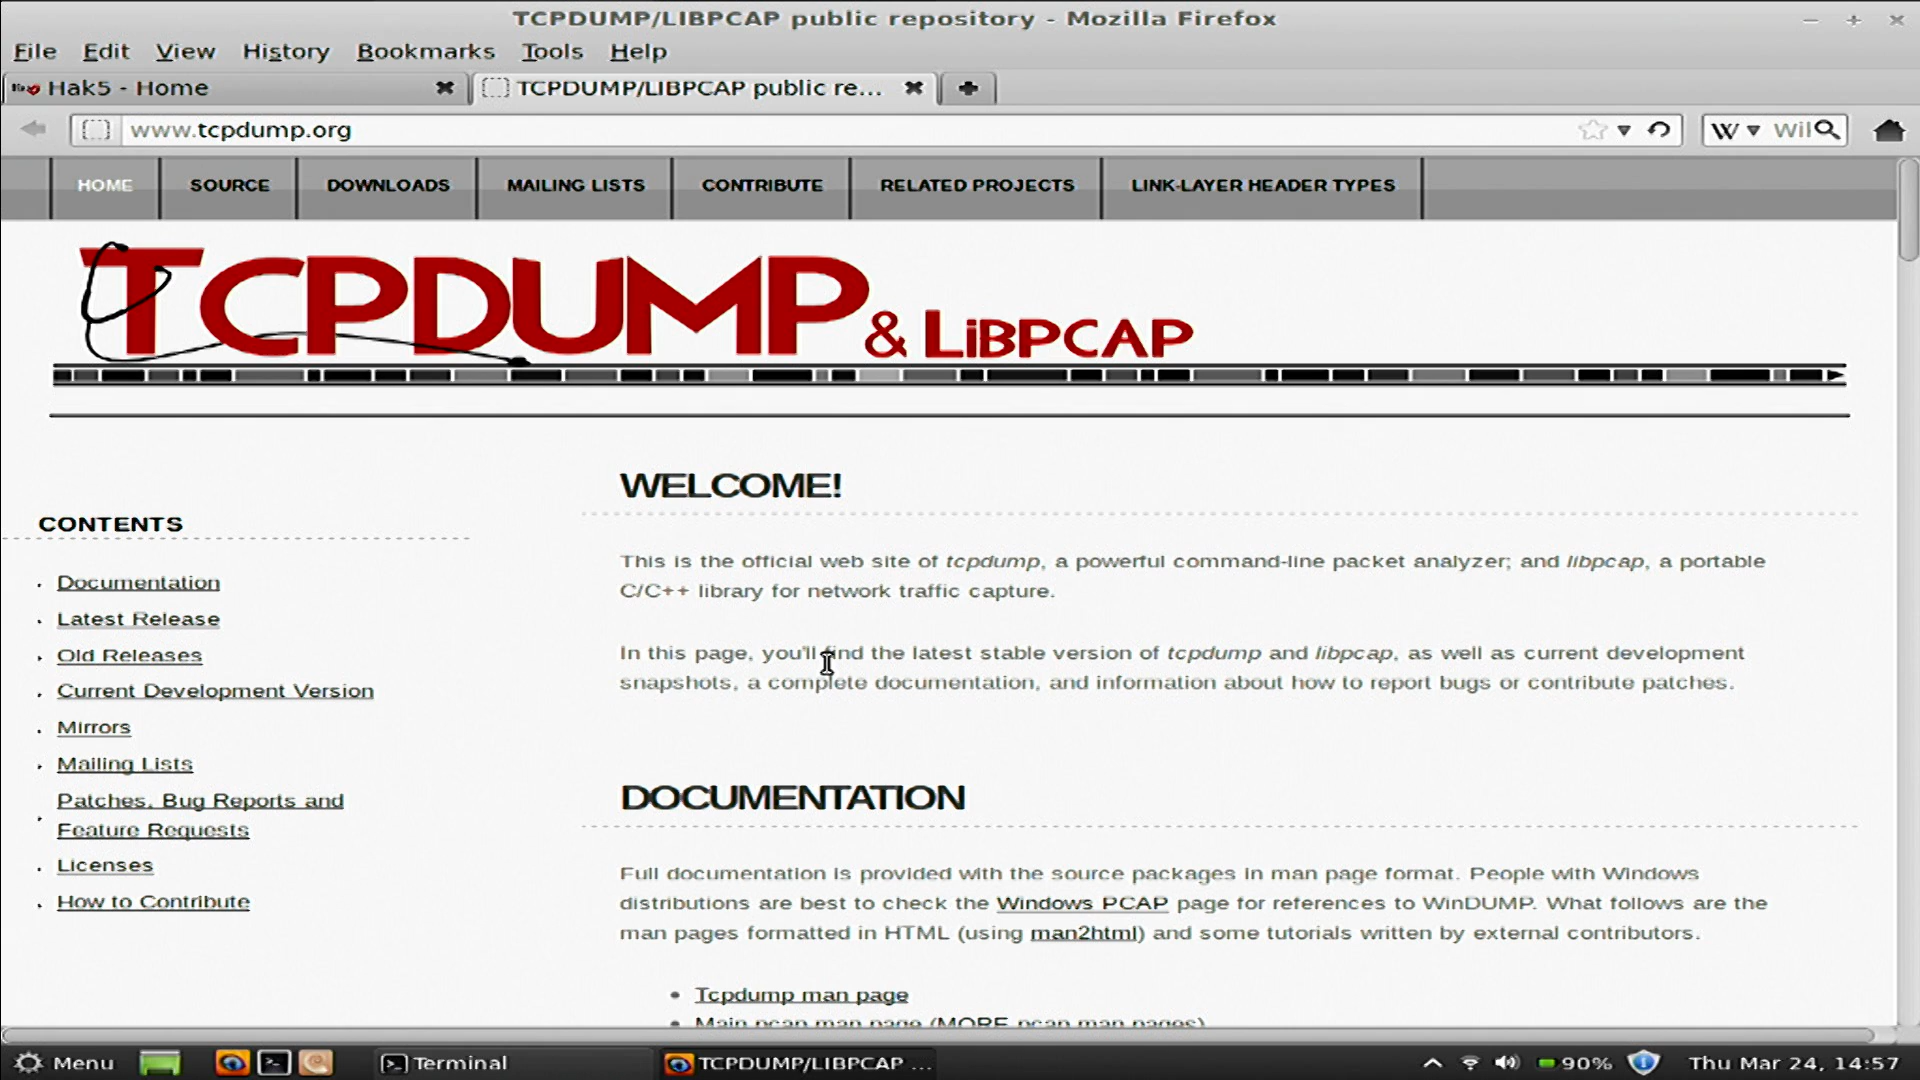 TCPDUMP/LIBPCAP public repository - Mozilla Firefox
File Edit View History Bookmarks Tools Help
Hak5 - Home TCPDUMP/LIBPCAP public re...
www.tcpdump.org W Wil
HOME SOURCE DOWNLOADS MAILING LISTS CONTRIBUTE RELATED PROJECTS LINK-LAYER HEADER TYPES
TCPDUMP & LiBPCAP
WELCOME!
This is the official web site of tcpdump, a powerful command-line packet analyzer; and libpcap, a portable
C/C++ library for network traffic capture.
In this page, you'll find the latest stable version of tcpdump and libpcap, as well as current development
snapshots, a complete documentation, and information about how to report bugs or contribute patches.
CONTENTS
Documentation
Latest Release
Old Releases
Current Development Version
Mirrors
Mailing Lists
Patches, Bug Reports and
Feature Requests
Licenses
How to Contribute
DOCUMENTATION
Full documentation is provided with the source packages in man page format. People with Windows
distributions are best to check the Windows PCAP page for references to WinDUMP. What follows are the
man pages formatted in HTML (using man2html) and some tutorials written by external contributors.
Tcpdump man page
Main pcap man page (MORE pcap man pages)
Menu Terminal TCPDUMP/LIBPCAP ... 90% Thu Mar 24, 14:57